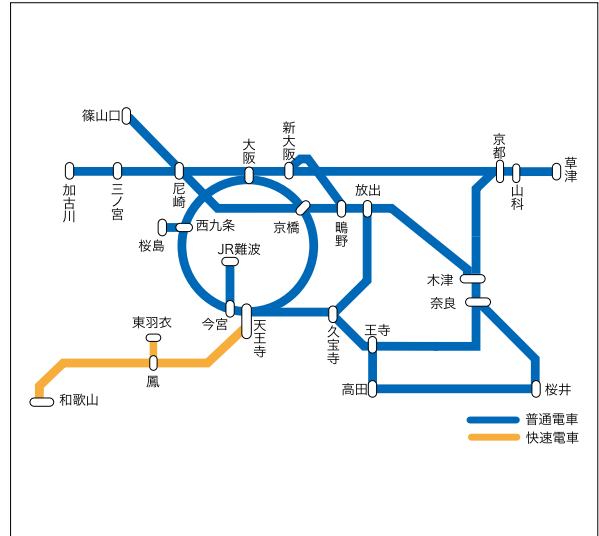 篠山口
大阪
新大阪
京都
加古川
三ノ宮
尼崎
放出
山科
草津
桜島
西九条
京橋
鴫野
JR難波
木津
奈良
東羽衣
今宮
天王寺
久宝寺
王寺
鳳
和歌山
高田
桜井
普通電車
快速電車